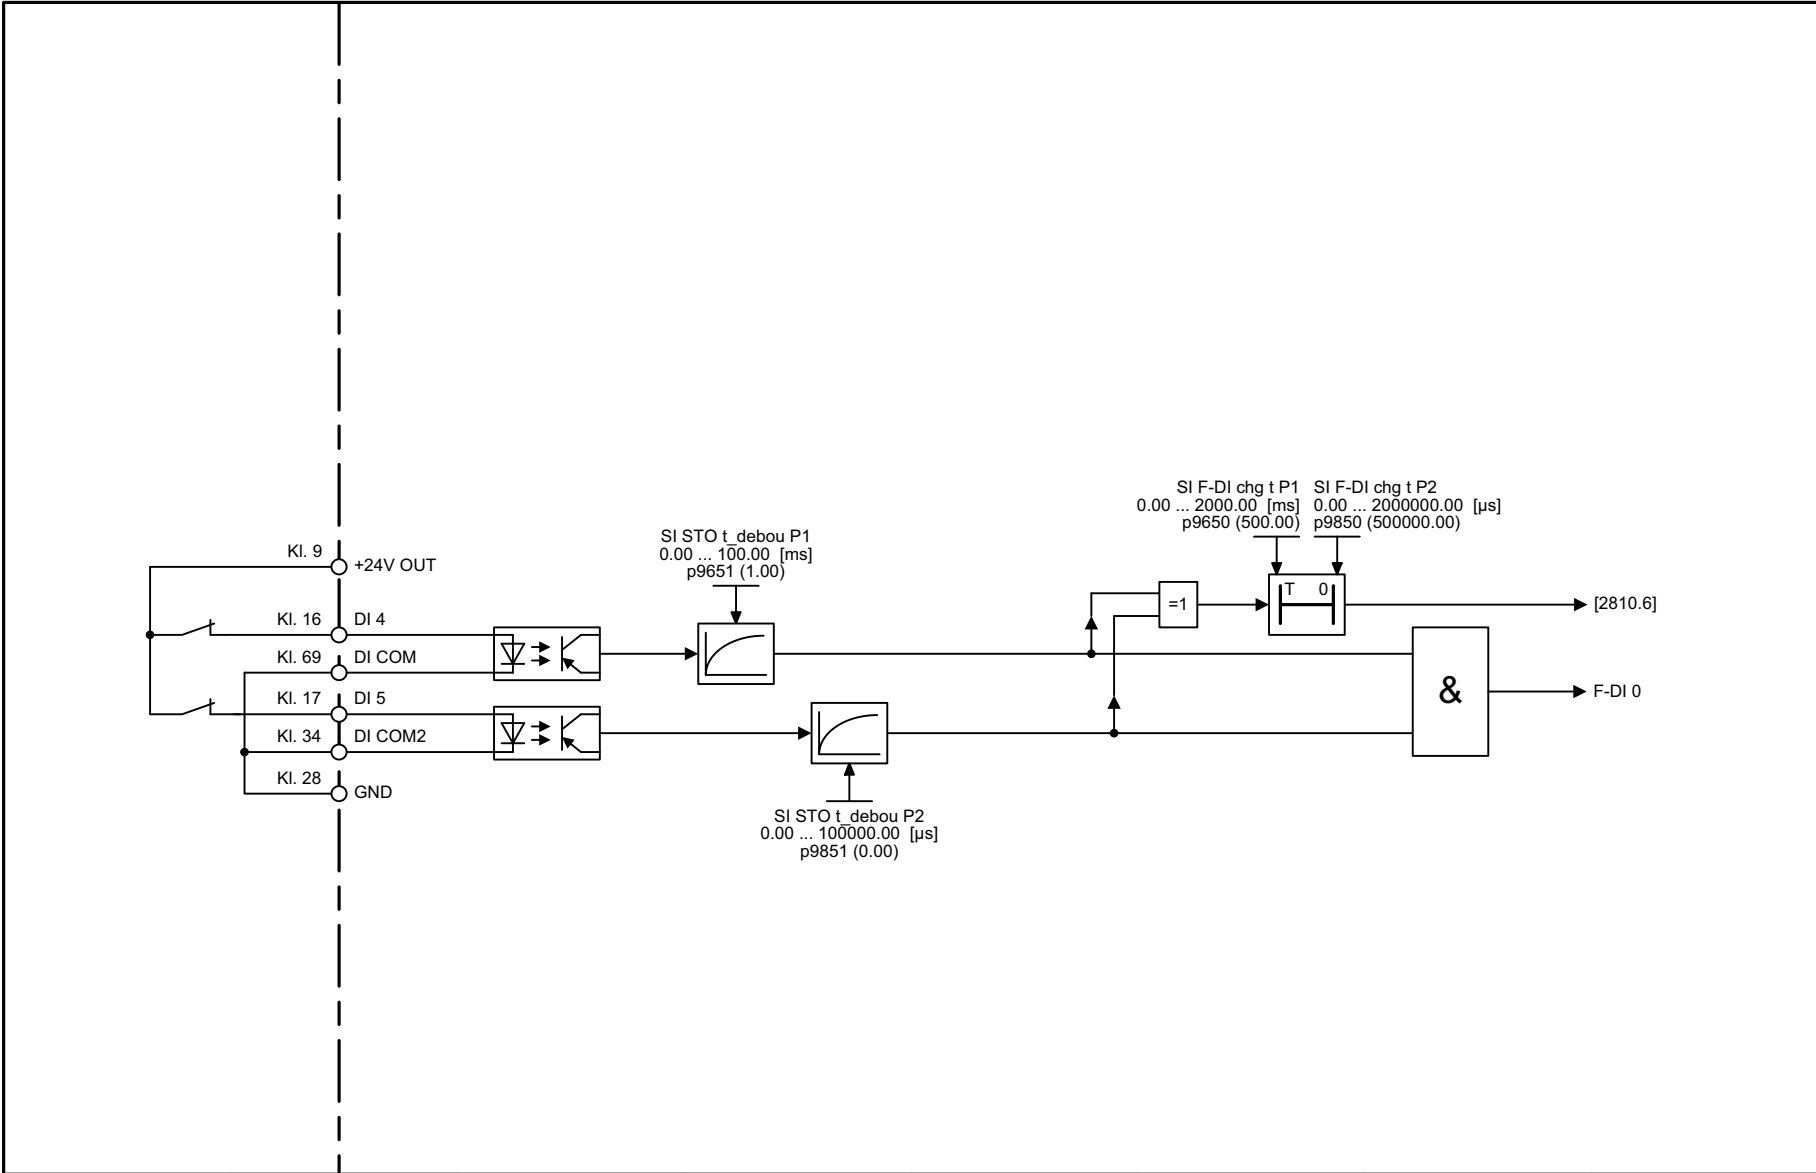 SI F-DI chg t P1
0.00 ... 2000.00 [ms]
p9650 (500.00)
SI F-DI chg t P2
0.00 ... 2000000.00 [µs]
p9850 (500000.00)
SI STO t_debou P1
0.00 ... 100.00 [ms]
p9651 (1.00)
Kl. 9
+24V OUT
T 0
=1
[2810.6]
Kl. 16
DI 4
Kl. 69
DI COM
Kl. 17
DI 5
&
F-DI 0
Kl. 34
DI COM2
Kl. 28
GND
SI STO t_debou P2
0.00 ... 100000.00 [µs]
p9851 (0.00)